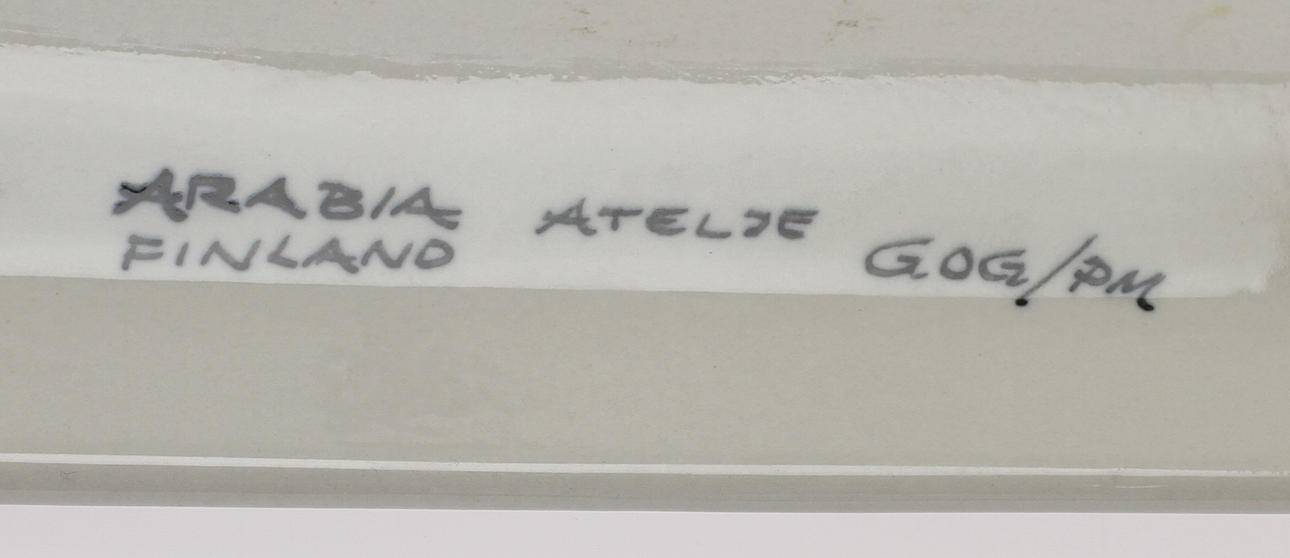 ARABIA ATELJE GOG/PM
FINLAND